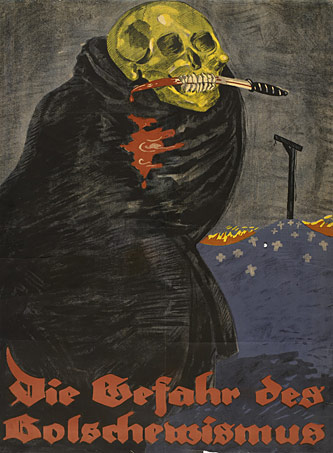 Die Gefahr des
Bolschewismus